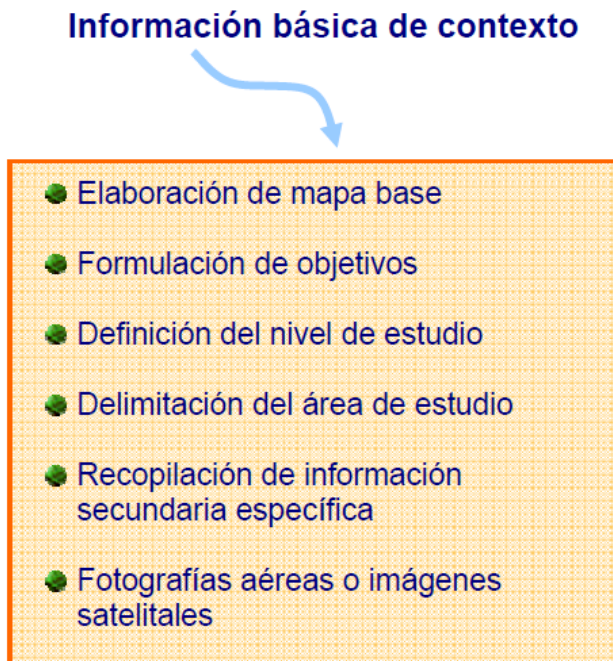 Información básica de contexto
Elaboración de mapa base
Formulación de objetivos
Definición del nivel de estudio
Delimitación del área de estudio
Recopilación de información
secundaria específica
Fotografías aéreas o imágenes
satelitales